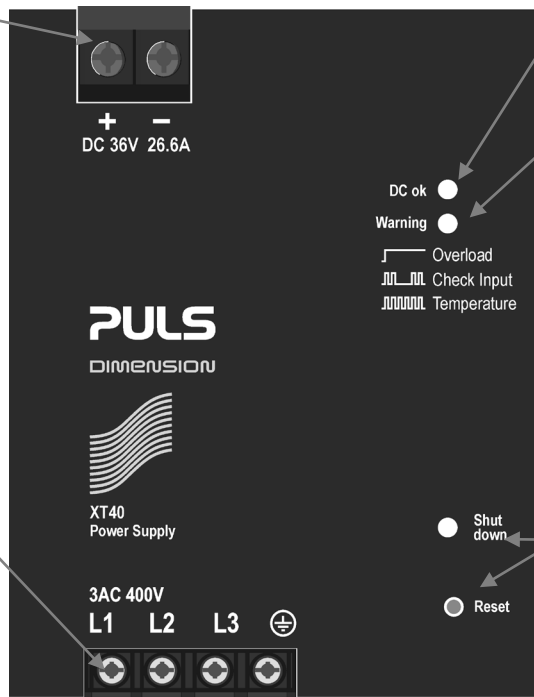 + −
DC 36V 26.6A
DC ok
Warning
Overload
Check Input
Temperature
PULS
DIMENSION
XT40
Power Supply
Shut
down
Reset
3AC 400V
L1 L2 L3